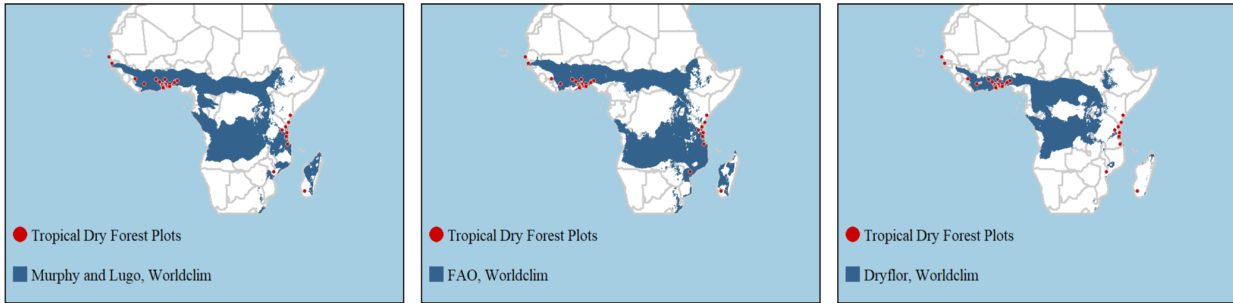 Tropical Dry Forest Plots
Murphy and Lugo, Worldclim
Tropical Dry Forest Plots
FAO, Worldclim
Tropical Dry Forest Plots
Dryflor, Worldclim